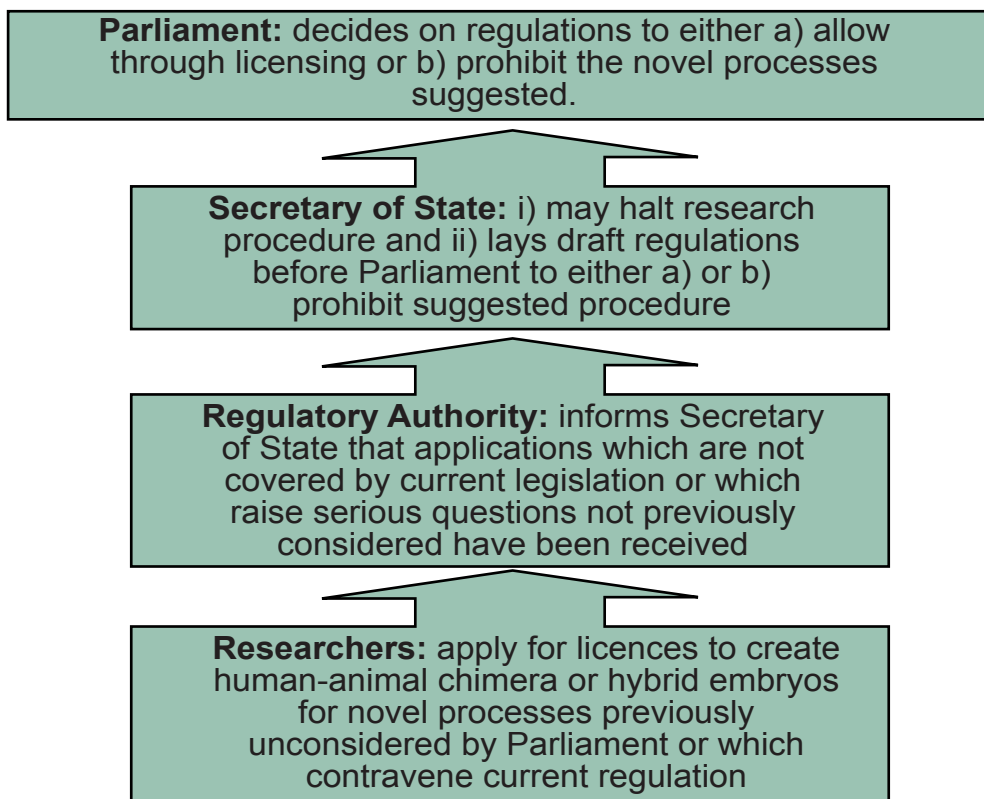 Parliament: decides on regulations to either a) allow
through licensing or b) prohibit the novel processes
suggested.
Secretary of State: i) may halt research
procedure and ii) lays draft regulations
before Parliament to either a) or b)
prohibit suggested procedure
Regulatory Authority: informs Secretary
of State that applications which are not
covered by current legislation or which
raise serious questions not previously
considered have been received
Researchers: apply for licences to create
human-animal chimera or hybrid embryos
for novel processes previously
unconsidered by Parliament or which
contravene current regulation